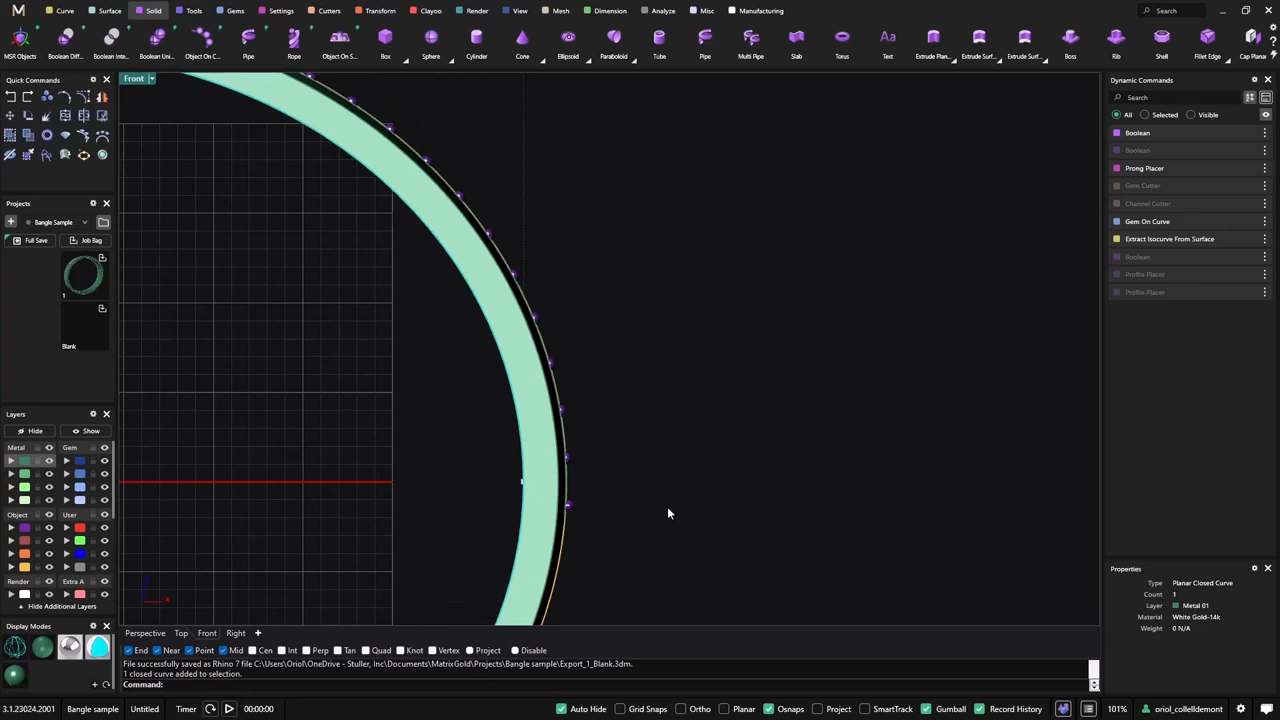 Curve Surface Solid Tools Gems Settings Cutters Transform Clayoo Render View Mesh Dimension Analyze Misc Manufacturing Search
MSR Objects Boolean Diff... Boolean Inte... Boolean Uni... Object On C... Pipe Rope Object On S... Box Sphere Cylinder Cone Ellipsoid Paraboloid Tube Pipe Multi Pipe Slab Torus Text Extrude Plan... Extrude Surf... Extrude Surf... Boss Rib Shell Fillet Edge Cap Planar
Quick Commands
Front
Dynamic Commands
Search
All Selected Visible
Boolean
Boolean
Prong Placer
Gem Cutter
Channel Cutter
Gem On Curve
Extract Isocurve From Surface
Boolean
Profile Placer
Profile Placer
Projects
Bangle Sample
Full Save Job Bag
1
Blank
Layers
Hide Show
Metal Gem
Object User
Render Extra A
Hide Additional Layers
Display Modes
x
Properties
Type Planar Closed Curve
Count 1
Layer Metal 01
Material White Gold-14k
Weight 0 N/A
Perspective Top Front Right
End Near Point Mid Cen Int Perp Tan Quad Knot Vertex Project Disable
File successfully saved as Rhino 7 file C:\Users\Oriol\OneDrive - Stuller, Inc\Documents\MatrixGold\Projects\Bangle sample\Export_1_Blank.3dm.
1 closed curve added to selection.
Command:
3.1.23024.2001 Bangle sample Untitled Timer 00:00:00 Auto Hide Grid Snaps Ortho Planar Osnaps Project SmartTrack Gumball Record History 101% oriol_collelldemont